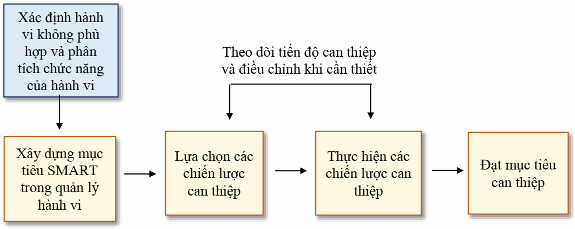 Xác định hành
vi không phù
hợp và phân
tích chức năng
của hành vi
Theo dõi tiến độ can thiệp
và điều chỉnh khi cần thiết
Xây dựng mục
tiêu SMART
trong quản lý
hành vi
Lựa chọn các
chiến lược
can thiệp
Thực hiện các
chiến lược can
thiệp
Đạt mục tiêu
can thiệp